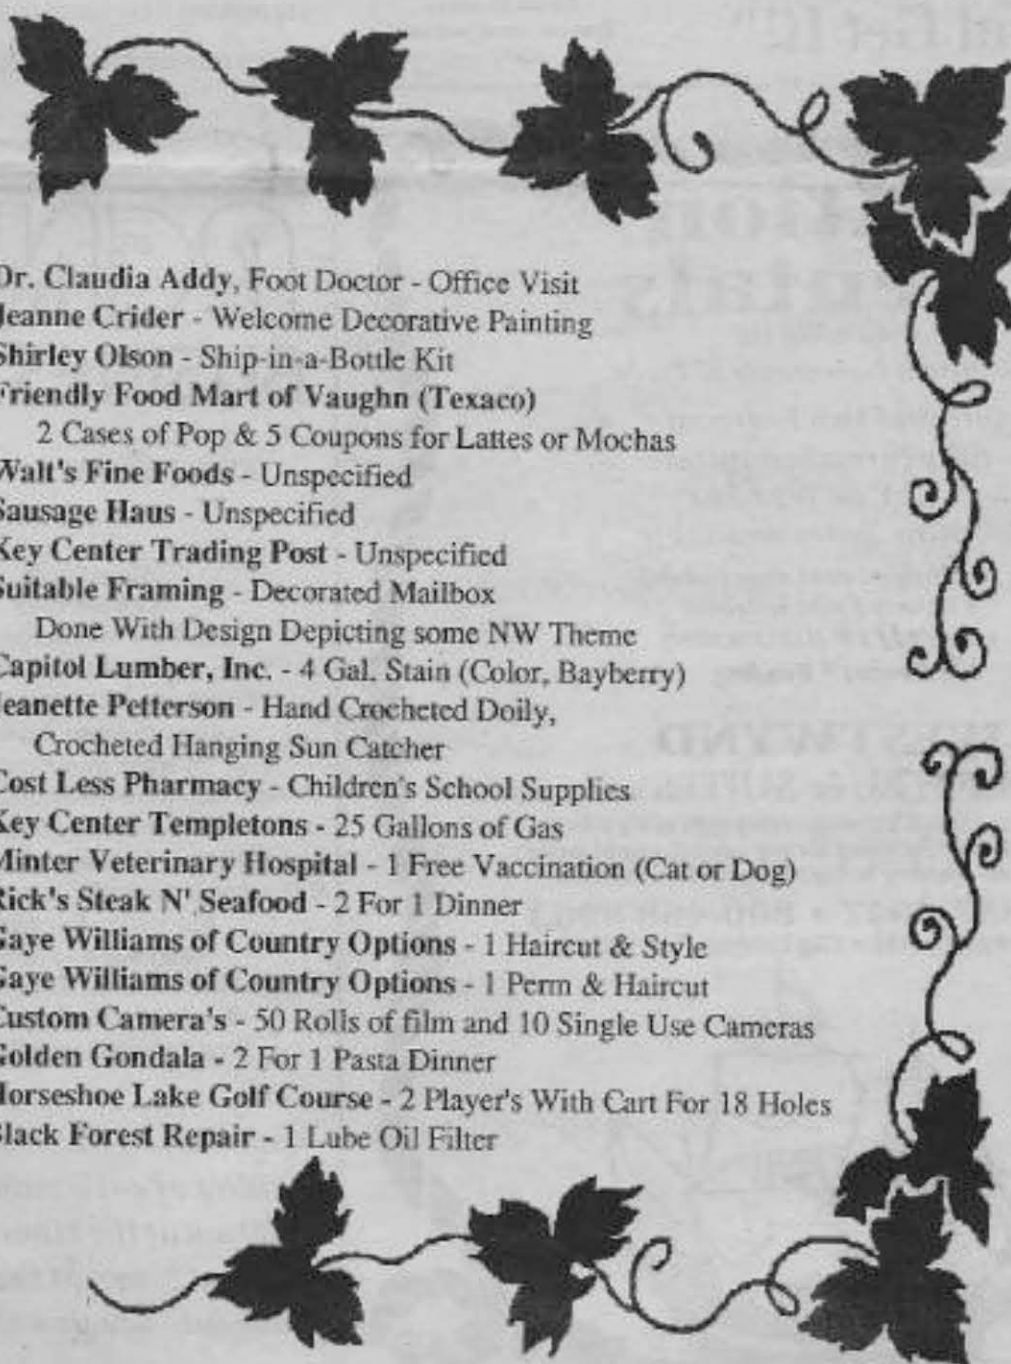 Dr. Claudia Addy, Foot Doctor - Office Visit
Jeanne Crider - Welcome Decorative Painting
Shirley Olson - Ship-in-a-Bottle Kit
Friendly Food Mart of Vaughn (Texaco)
2 Cases of Pop & 5 Coupons for Lattes or Mochas
Walt's Fine Foods - Unspecified
Sausage Haus - Unspecified
Key Center Trading Post - Unspecified
Suitable Framing - Decorated Mailbox
Done With Design Depicting some NW Theme
Capitol Lumber, Inc. - 4 Gal. Stain (Color, Bayberry)
Jeanette Petterson - Hand Crocheted Doily,
Crocheted Hanging Sun Catcher
Cost Less Pharmacy - Children's School Supplies
Key Center Templetons - 25 Gallons of Gas
Minter Veterinary Hospital - 1 Free Vaccination (Cat or Dog)
Rick's Steak N' Seafood - 2 For 1 Dinner
Gaye Williams of Country Options - 1 Haircut & Style
Gaye Williams of Country Options - 1 Perm & Haircut
Custom Camera's - 50 Rolls of film and 10 Single Use Cameras
Golden Gondala - 2 For 1 Pasta Dinner
Horseshoe Lake Golf Course - 2 Player's With Cart For 18 Holes
Black Forest Repair - 1 Lube Oil Filter